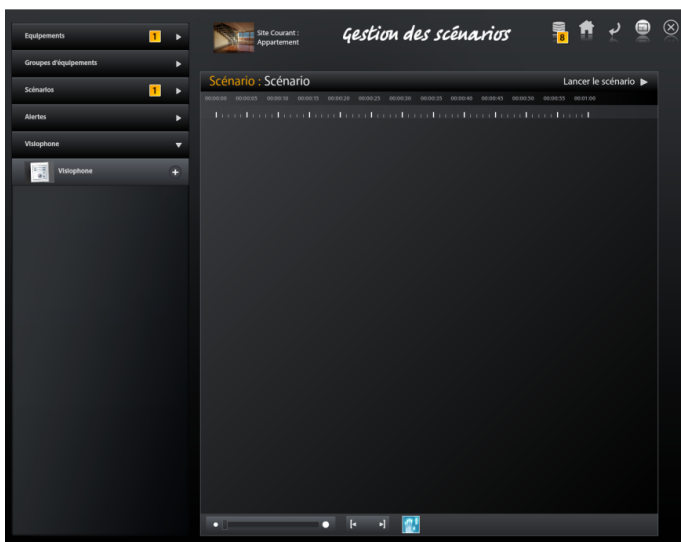 Equipements 1
Groupes d'équipements
Scénarios 1
Alertes
Visiophone
Visiophone
Site Courant :
Appartement
Gestion des scénarios
8
Scénario : Scénario
Lancer le scénario
00:00:00 00:00:05 00:00:10 00:00:15 00:00:20 00:00:25 00:00:30 00:00:35 00:00:40 00:00:45 00:00:50 00:00:55 00:01:00